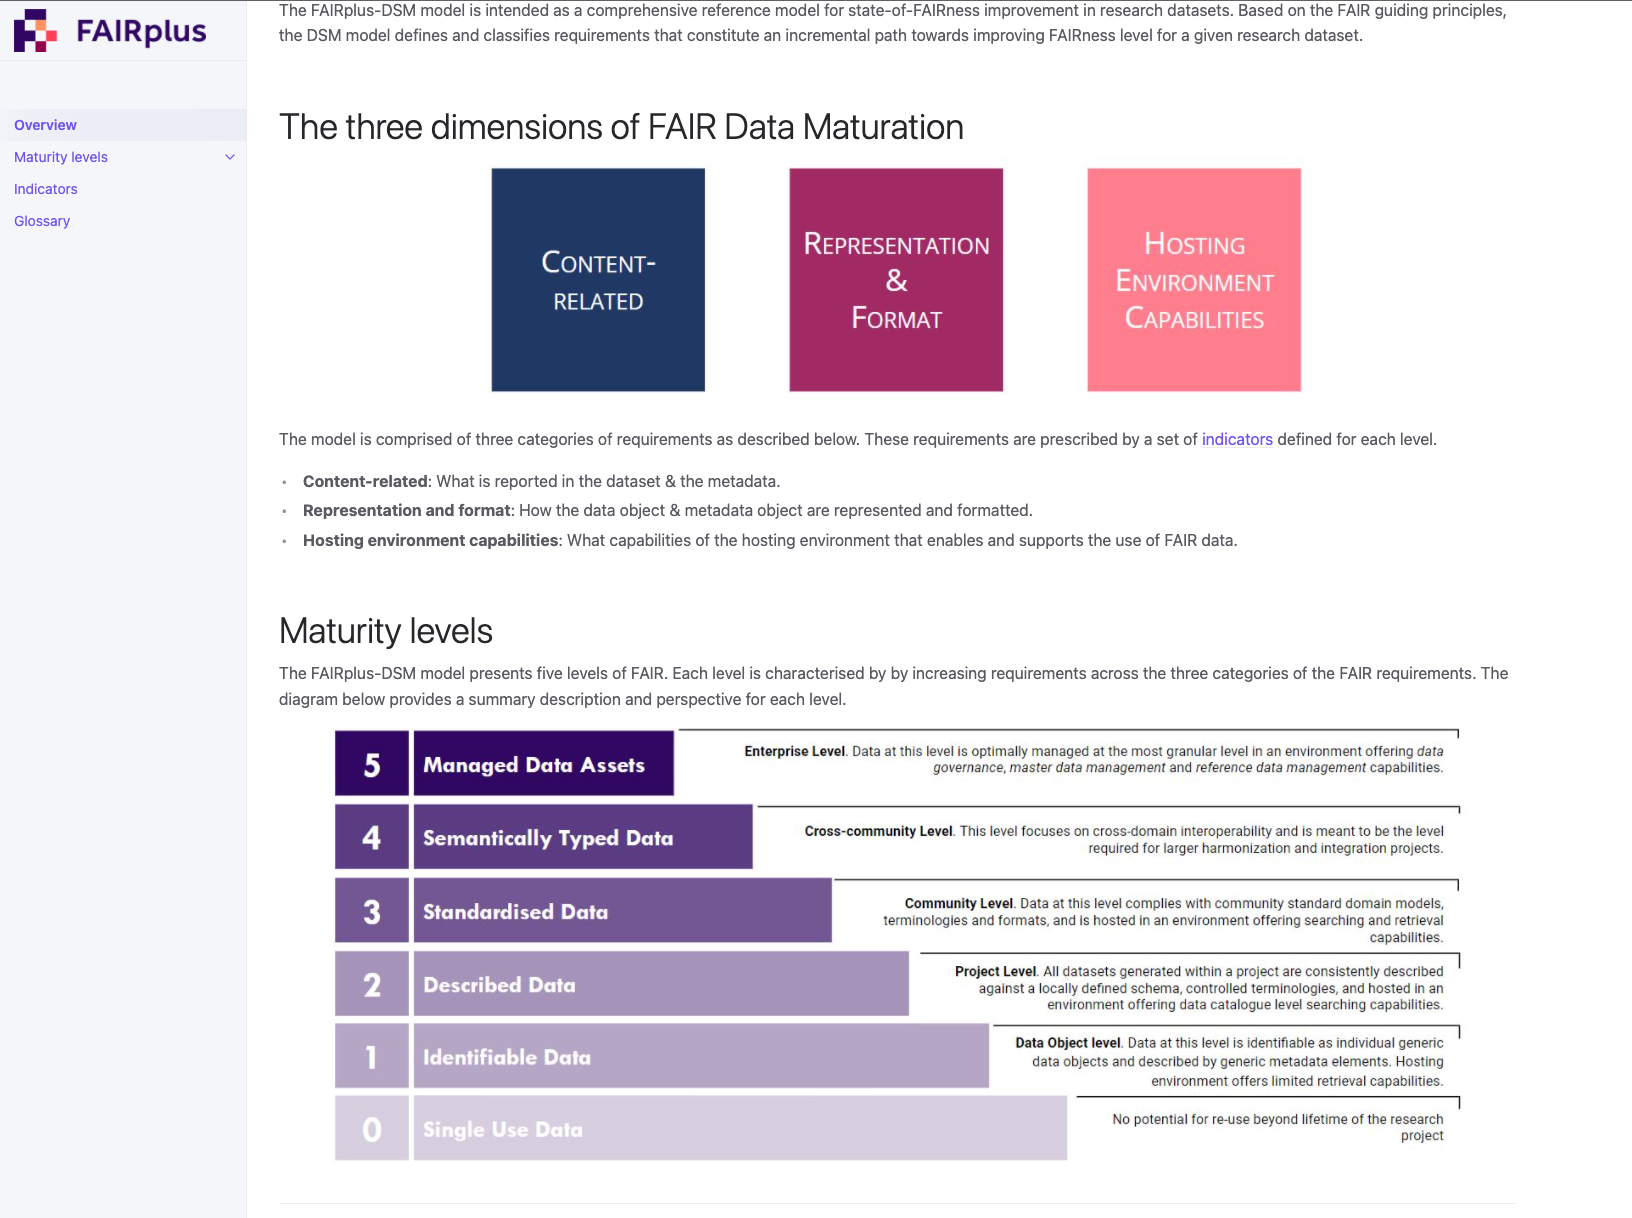 FAIRplus
Overview
Maturity levels
Indicators
Glossary
The FAIRplus-DSM model is intended as a comprehensive reference model for state-of-FAIRness improvement in research datasets. Based on the FAIR guiding principles,
the DSM model defines and classifies requirements that constitute an incremental path towards improving FAIRness level for a given research dataset.
The three dimensions of FAIR Data Maturation
CONTENT-
RELATED
REPRESENTATION
&
FORMAT
HOSTING
ENVIRONMENT
CAPABILITIES
The model is comprised of three categories of requirements as described below. These requirements are prescribed by a set of indicators defined for each level.
• Content-related: What is reported in the dataset & the metadata.
• Representation and format: How the data object & metadata object are represented and formatted.
• Hosting environment capabilities: What capabilities of the hosting environment that enables and supports the use of FAIR data.
Maturity levels
The FAIRplus-DSM model presents five levels of FAIR. Each level is characterised by by increasing requirements across the three categories of the FAIR requirements. The
diagram below provides a summary description and perspective for each level.
5 Managed Data Assets
Enterprise Level. Data at this level is optimally managed at the most granular level in an environment offering data
governance, master data management and reference data management capabilities.
4 Semantically Typed Data
Cross-community Level. This level focuses on cross-domain interoperability and is meant to be the level
required for larger harmonization and integration projects.
3 Standardised Data
Community Level. Data at this level complies with community standard domain models,
terminologies and formats, and is hosted in an environment offering searching and retrieval
capabilities.
2 Described Data
Project Level. All datasets generated within a project are consistently described
against a locally defined schema, controlled terminologies, and hosted in an
environment offering data catalogue level searching capabilities.
1 Identifiable Data
Data Object level. Data at this level is identifiable as individual generic
data objects and described by generic metadata elements. Hosting
environment offers limited retrieval capabilities.
0 Single Use Data
No potential for re-use beyond lifetime of the research
project